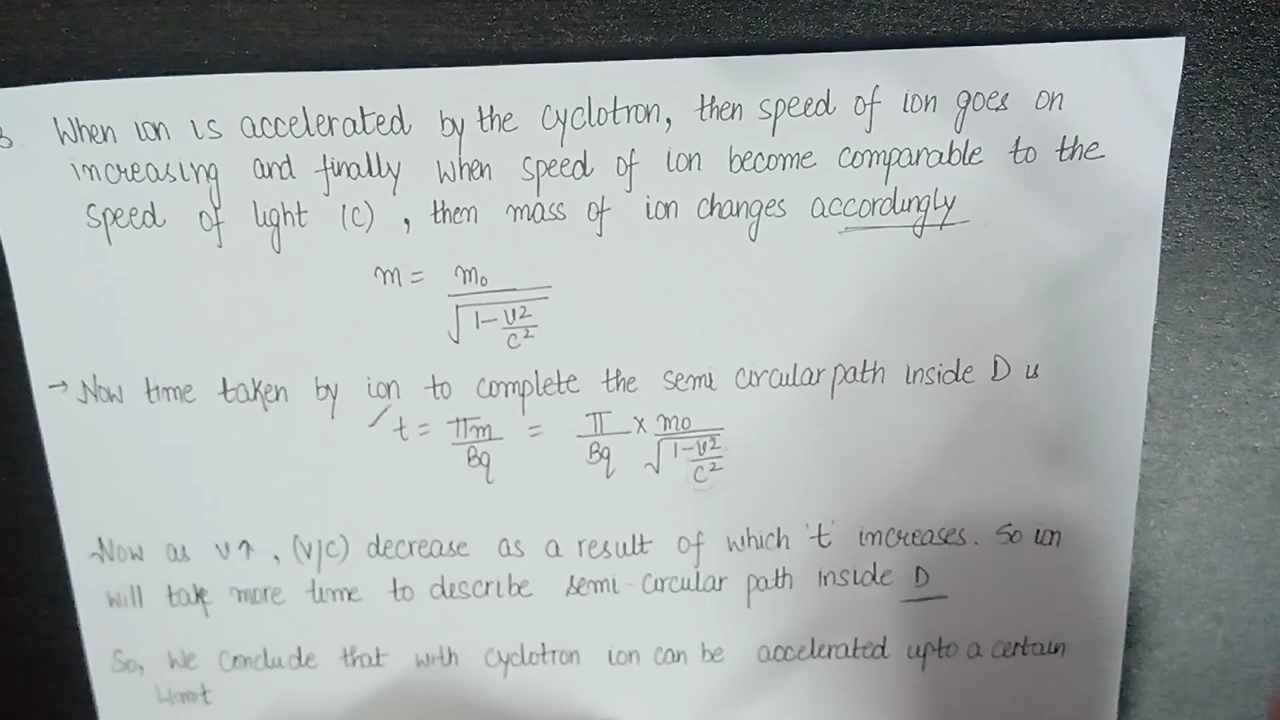 3. When ion is accelerated by the cyclotron, then speed of ion goes on
increasing and finally when speed of ion become comparable to the
speed of light (c), then mass of ion changes accordingly
m = m₀ / √(1 - v²/c²)
→ Now time taken by ion to complete the semi circular path inside D is
t = πm / Bq = π / Bq × m₀ / √(1 - v²/c²)
Now as v↑, (v/c) decrease as a result of which 't' increases. So ion
will take more time to describe semi-circular path inside D
So, We conclude that with cyclotron ion can be accelerated upto a certain
limit